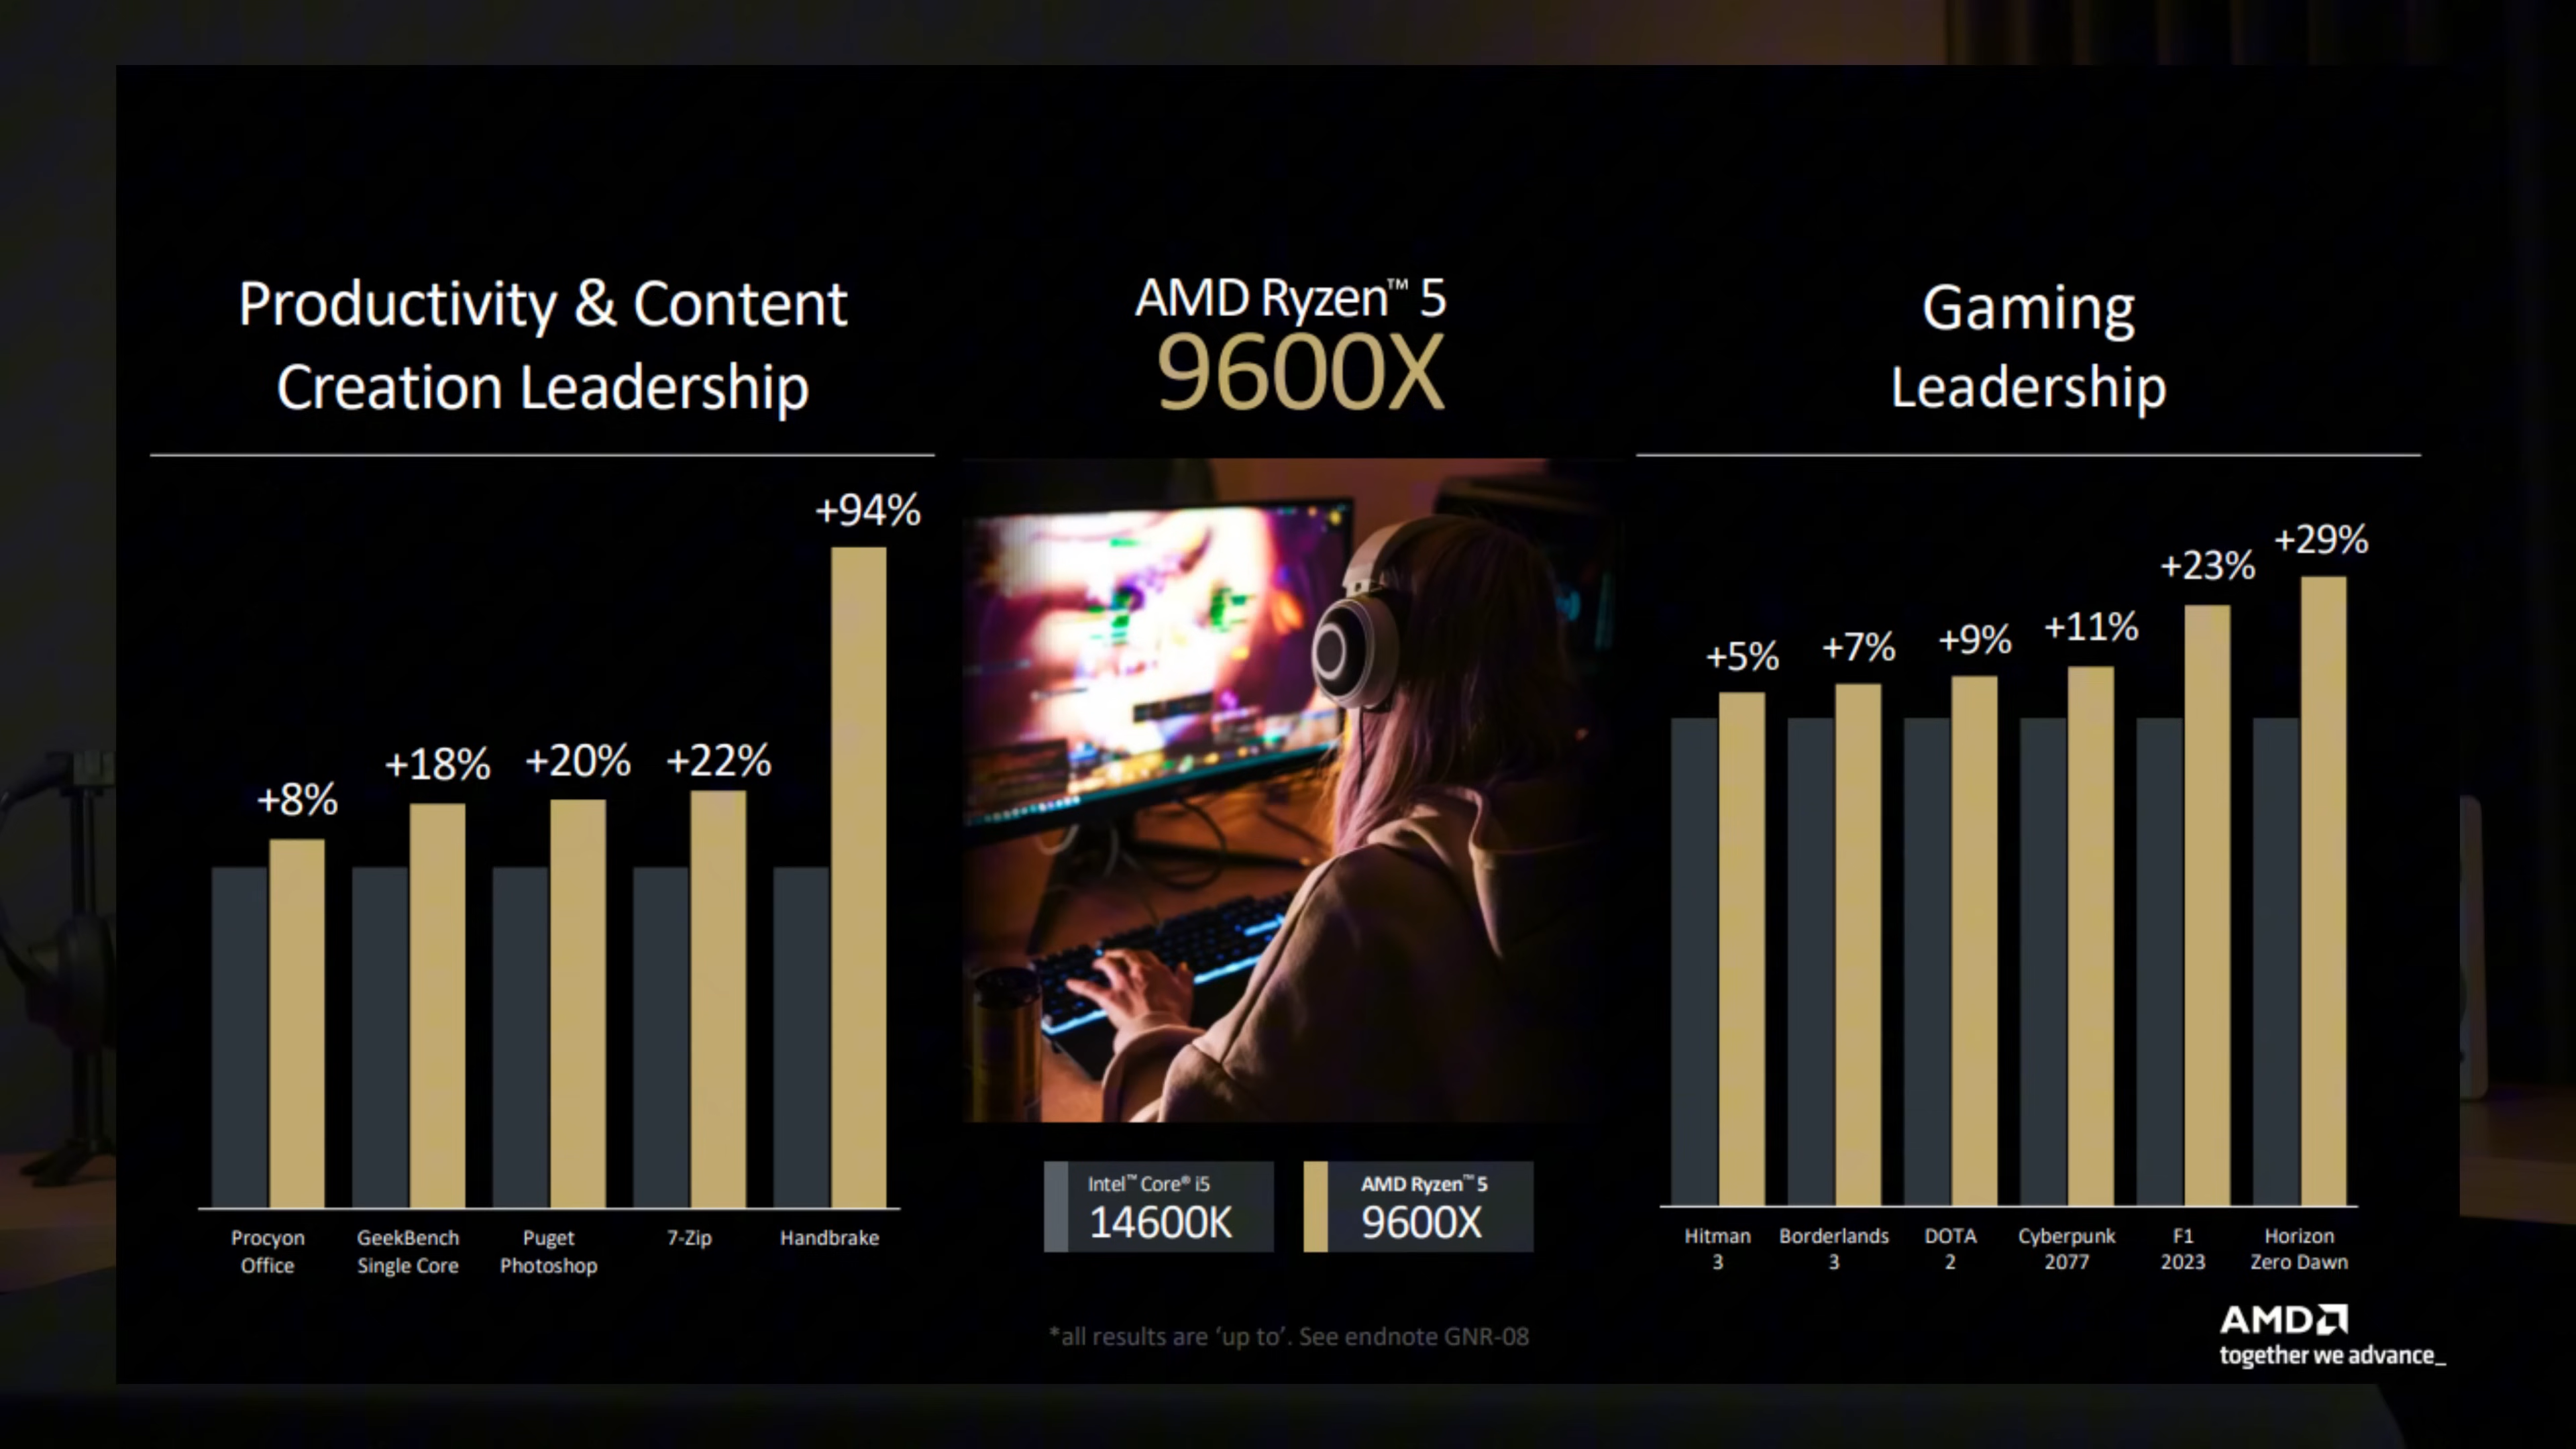 Productivity & Content
Creation Leadership
+8%
+18%
+20%
+22%
+94%
Procyon
Office
GeekBench
Single Core
Puget
Photoshop
7-Zip
Handbrake
AMD Ryzen™ 5
9600X
Intel™ Core® i5
14600K
AMD Ryzen™ 5
9600X
*all results are ‘up to’. See endnote GNR-08
Gaming
Leadership
+5%
+7%
+9%
+11%
+23%
+29%
Hitman
3
Borderlands
3
DOTA
2
Cyberpunk
2077
F1
2023
Horizon
Zero Dawn
AMD
together we advance_